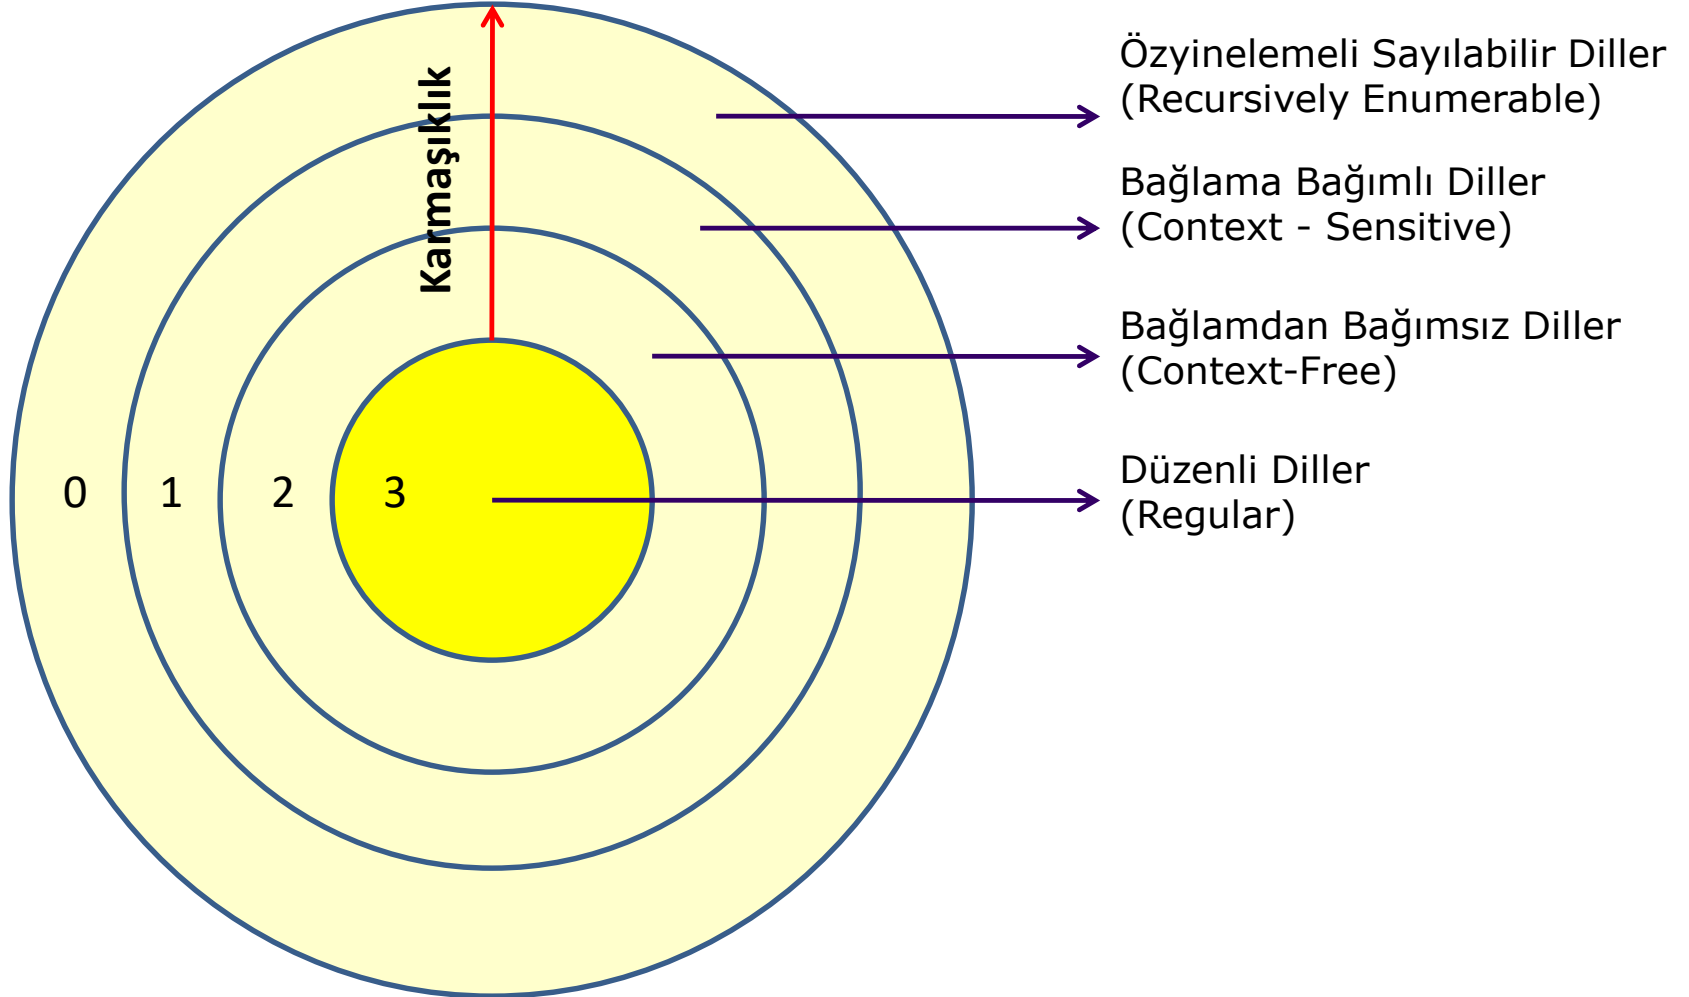 Özyinelemeli Sayılabilir Diller
(Recursively Enumerable)
Karmaşıklık
Bağlama Bağımlı Diller
(Context - Sensitive)
Bağlamdan Bağımsız Diller
(Context-Free)
0 1 2 3
Düzenli Diller
(Regular)